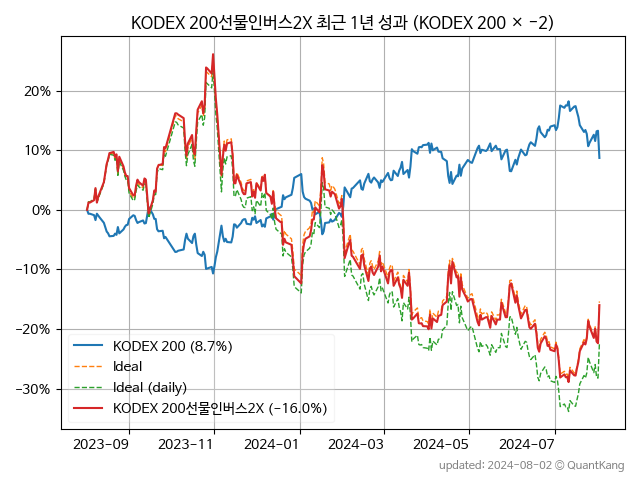 KODEX 200선물인버스2X 최근 1년 성과 (KODEX 200 × −2)
20%
10%
0%
−10%
−20%
−30%
KODEX 200 (8.7%)
Ideal
Ideal (daily)
KODEX 200선물인버스2X (−16.0%)
2023-09
2023-11
2024-01
2024-03
2024-05
2024-07
updated: 2024-08-02 © QuantKang